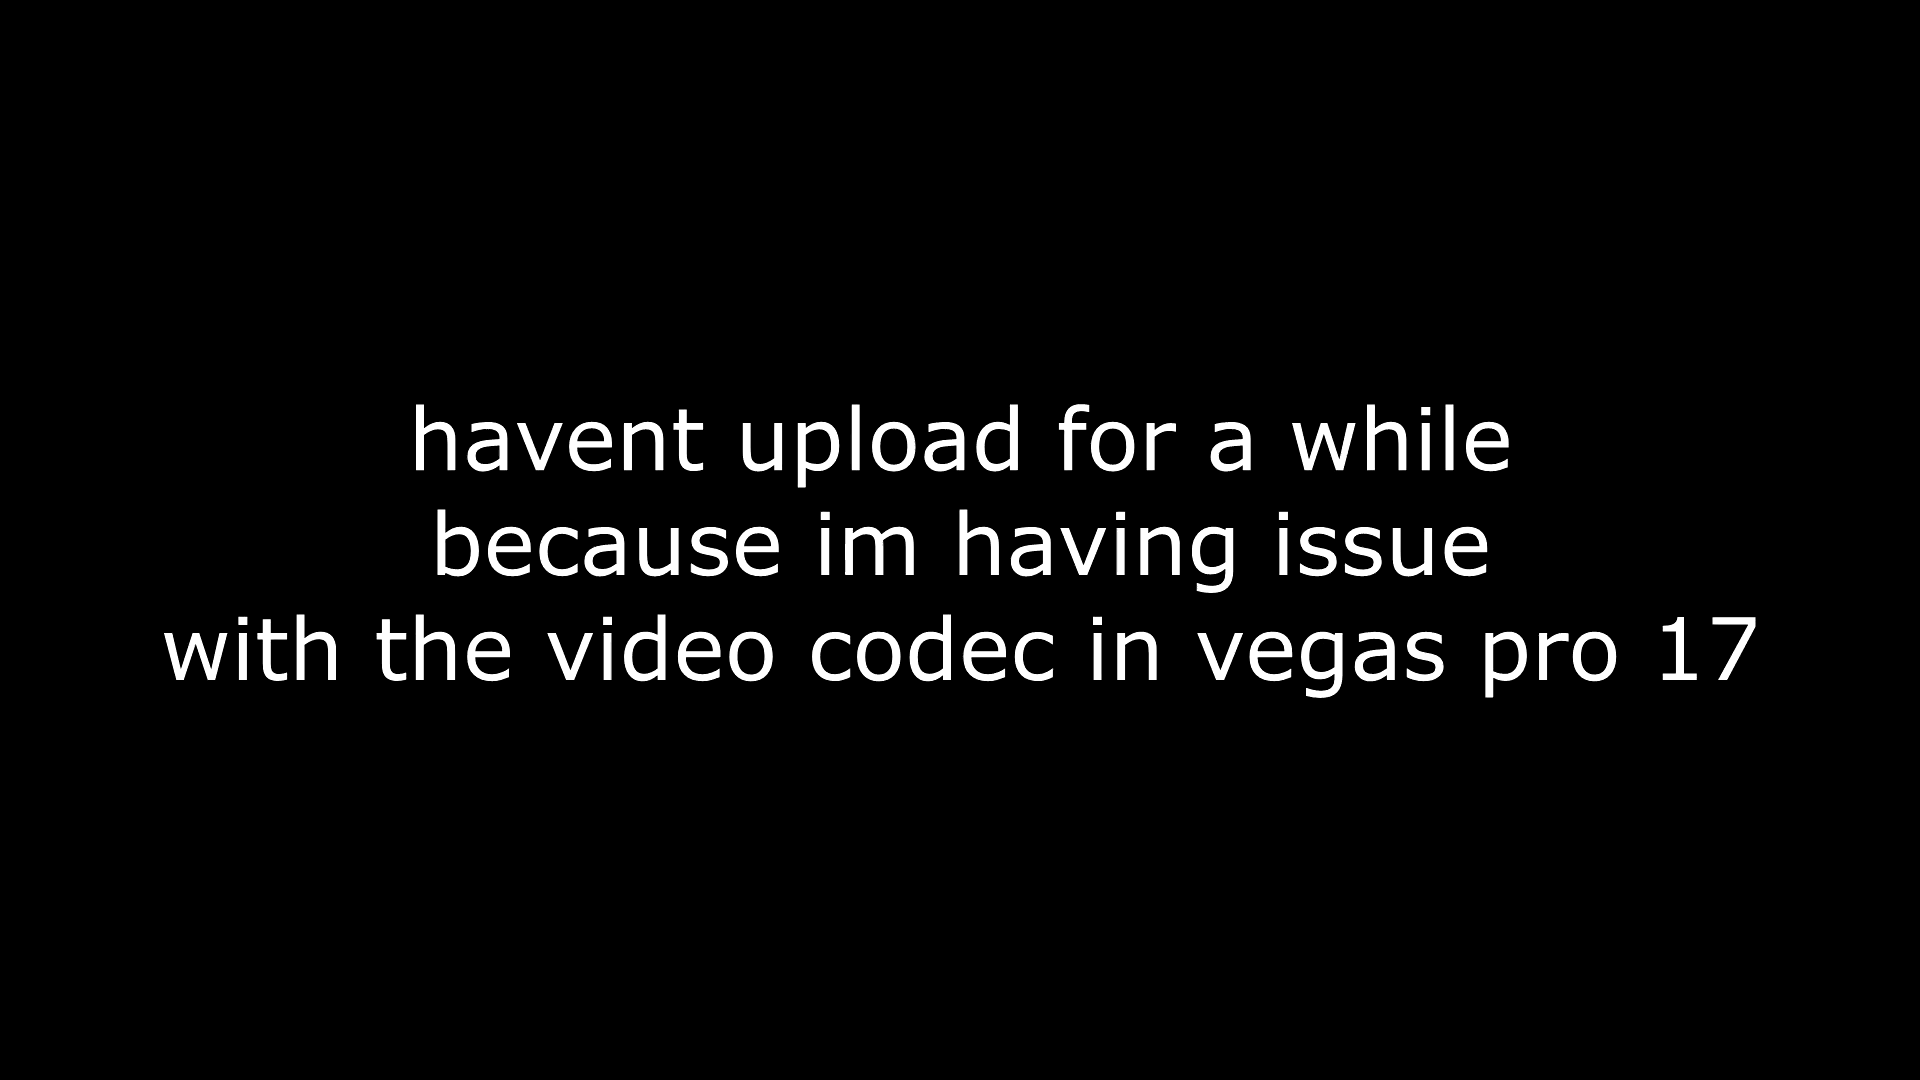 havent upload for a while
because im having issue
with the video codec in vegas pro 17